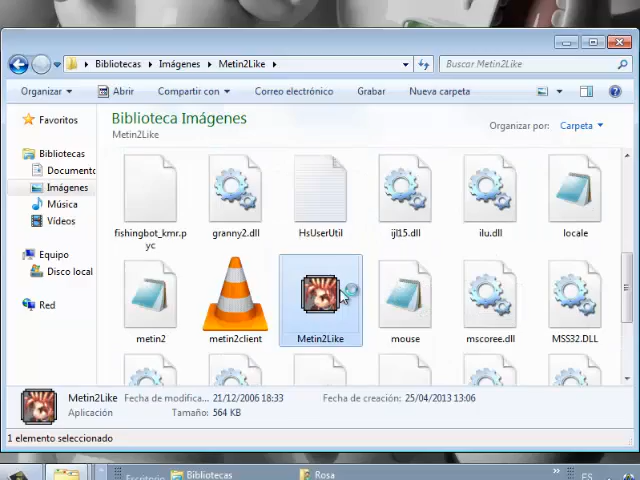 Bibliotecas ▸ Imágenes ▸ Metin2Like ▸
Buscar Metin2Like
Organizar Abrir Compartir con Correo electrónico Grabar Nueva carpeta
Favoritos
Bibliotecas
Documento
Imágenes
Música
Vídeos
Equipo
Disco local
Red
Biblioteca Imágenes
Metin2Like
Organizar por: Carpeta
fishingbot_kmr.p
yc
granny2.dll
HsUserUtil
ijl15.dll
ilu.dll
locale
metin2
metin2client
Metin2Like
mouse
mscoree.dll
MSS32.DLL
Metin2Like Fecha de modifica... 21/12/2006 18:33 Fecha de creación: 25/04/2013 13:06
Aplicación Tamaño: 564 KB
1 elemento seleccionado
Escritorio Bibliotecas Rosa » ES